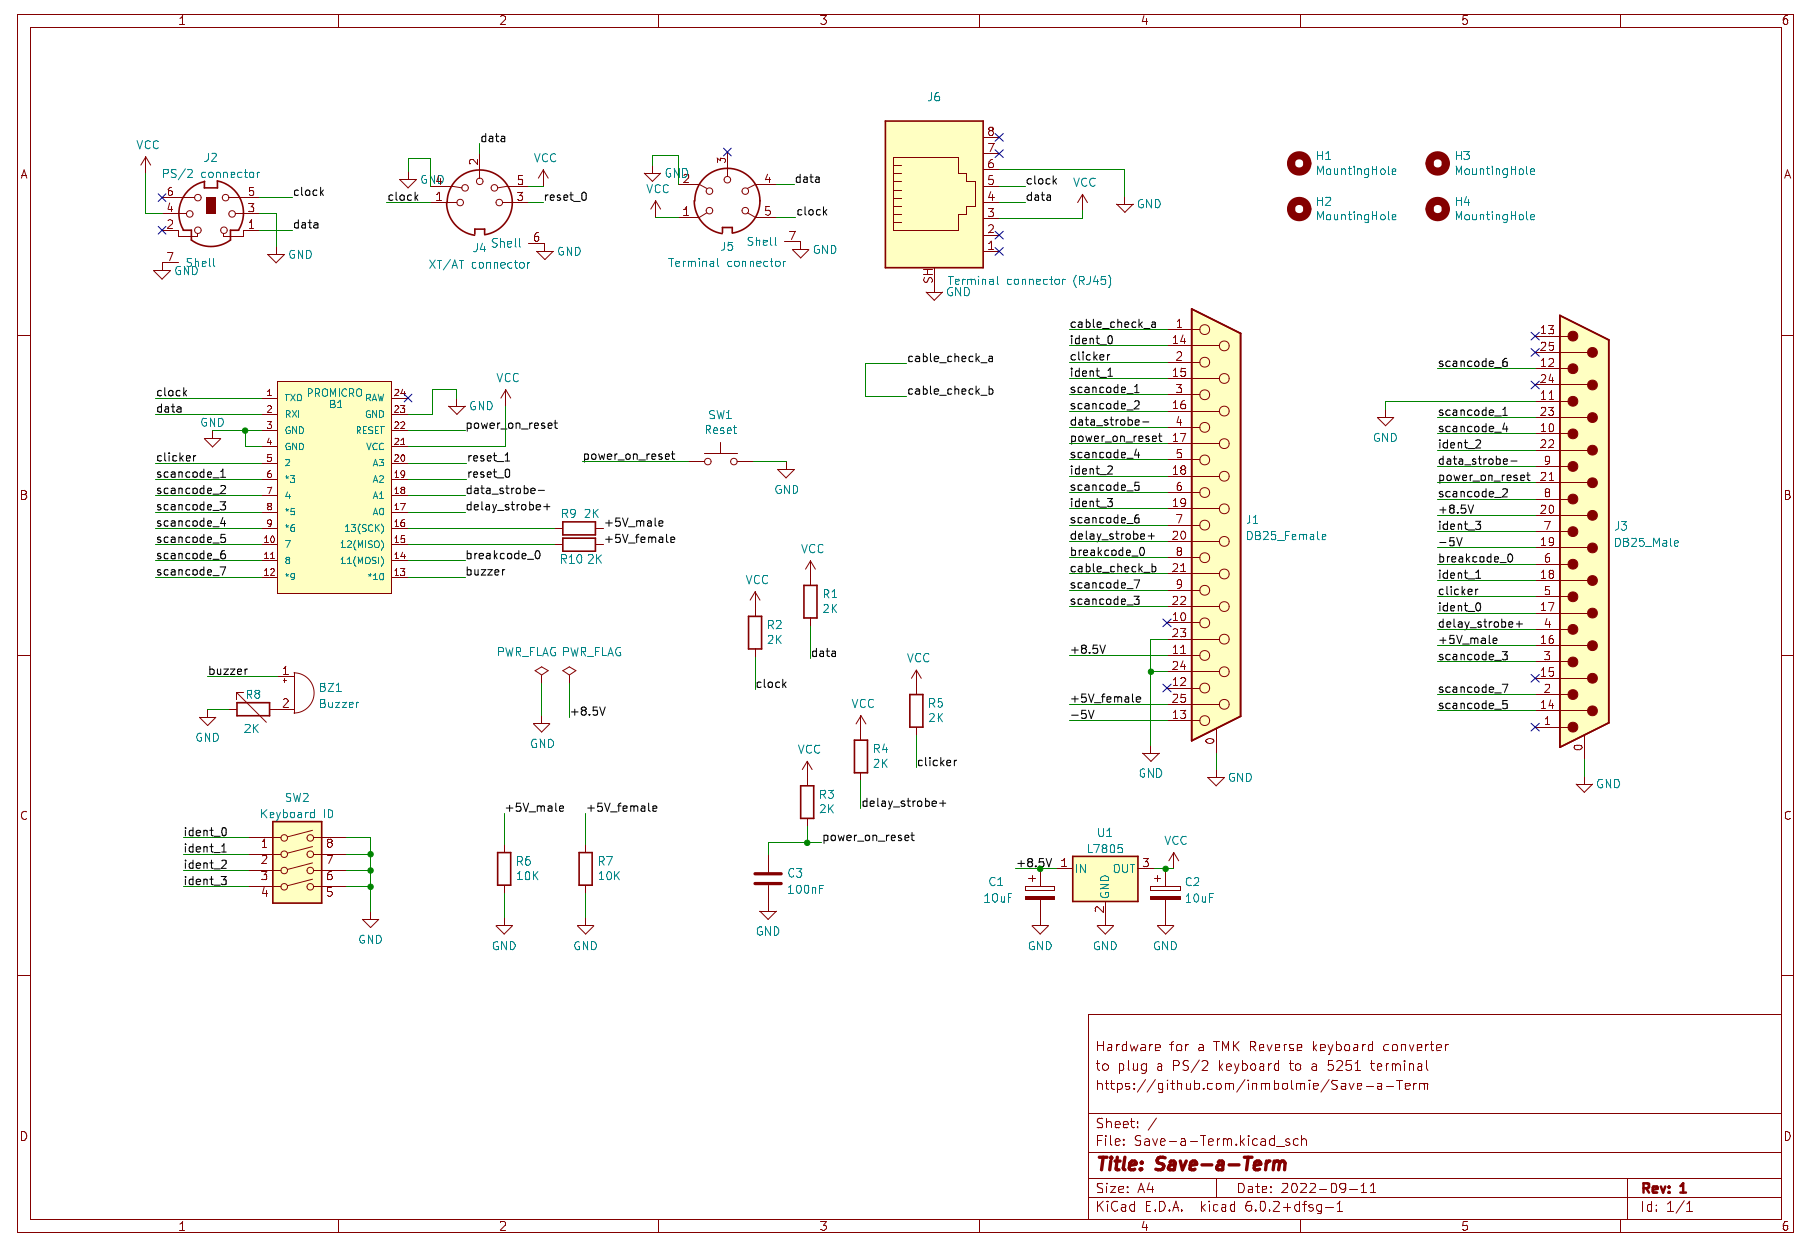 1 2 3 4 5 6
A
B
C
D
J2
PS/2 connector
VCC
6
4
2
5
3
1
clock
data
GND
7
Shell
GND
data
2
VCC
GND
4
5
clock
1
3
reset_0
J4
Shell
6
GND
XT/AT connector
3
GND
VCC
2
4
data
1
5
clock
J5
Shell
7
GND
Terminal connector
J6
8
7
6
5
clock
4
data
3
2
1
VCC
GND
SH
GND
Terminal connector (RJ45)
H1
MountingHole
H2
MountingHole
H3
MountingHole
H4
MountingHole
PROMICRO
B1
clock 1 TXO
data 2 RXI
GND
3 GND
4 GND
clicker 5 2
scancode_1 6 *3
scancode_2 7 4
scancode_3 8 *5
scancode_4 9 *6
scancode_5 10 7
scancode_6 11 8
scancode_7 12 *9
RAW 24
GND 23
GND
RESET 22 power_on_reset
VCC 21
VCC
A3 20 reset_1
A2 19 reset_0
A1 18 data_strobe-
A0 17 delay_strobe+
13(SCK) 16
12(MISO) 15
11(MOSI) 14 breakcode_0
*10 13 buzzer
R9 2K
+5V_male
+5V_female
R10 2K
SW1
Reset
power_on_reset
GND
cable_check_a
cable_check_b
VCC
R1
2K
data
VCC
R2
2K
clock
cable_check_a 1
ident_0 14
clicker 2
ident_1 15
scancode_1 3
scancode_2 16
data_strobe- 4
power_on_reset 17
scancode_4 5
ident_2 18
scancode_5 6
ident_3 19
scancode_6 7
delay_strobe+ 20
breakcode_0 8
cable_check_b 21
scancode_7 9
scancode_3 22
10
23
+8.5V 11
24
12
+5V_female 25
-5V 13
0
GND
GND
J1
DB25_Female
13
25
scancode_6 12
24
11
GND
scancode_1 23
scancode_4 10
ident_2 22
data_strobe- 9
power_on_reset 21
scancode_2 8
+8.5V 20
ident_3 7
-5V 19
breakcode_0 6
ident_1 18
clicker 5
ident_0 17
delay_strobe+ 4
+5V_male 16
scancode_3 3
15
scancode_7 2
scancode_5 14
1
0
GND
J3
DB25_Male
buzzer
1
+
2
BZ1
Buzzer
R8
2K
GND
PWR_FLAG PWR_FLAG
+8.5V
GND
VCC
R5
2K
clicker
VCC
R4
2K
delay_strobe+
VCC
R3
2K
power_on_reset
C3
100nF
GND
SW2
Keyboard ID
ident_0 1 8
ident_1 2 7
ident_2 3 6
ident_3 4 5
GND
+5V_male
R6
10K
GND
+5V_female
R7
10K
GND
U1
L7805
+8.5V
1
IN
OUT
3
VCC
GND
2
+
C1
10uF
GND
GND
+
C2
10uF
GND
Hardware for a TMK Reverse keyboard converter
to plug a PS/2 keyboard to a 5251 terminal
https://github.com/inmbolmie/Save-a-Term
Sheet: /
File: Save-a-Term.kicad_sch
Title: Save-a-Term
Size: A4 Date: 2022-09-11 Rev: 1
KiCad E.D.A. kicad 6.0.2+dfsg-1 Id: 1/1
A
B
C
D
1 2 3 4 5 6